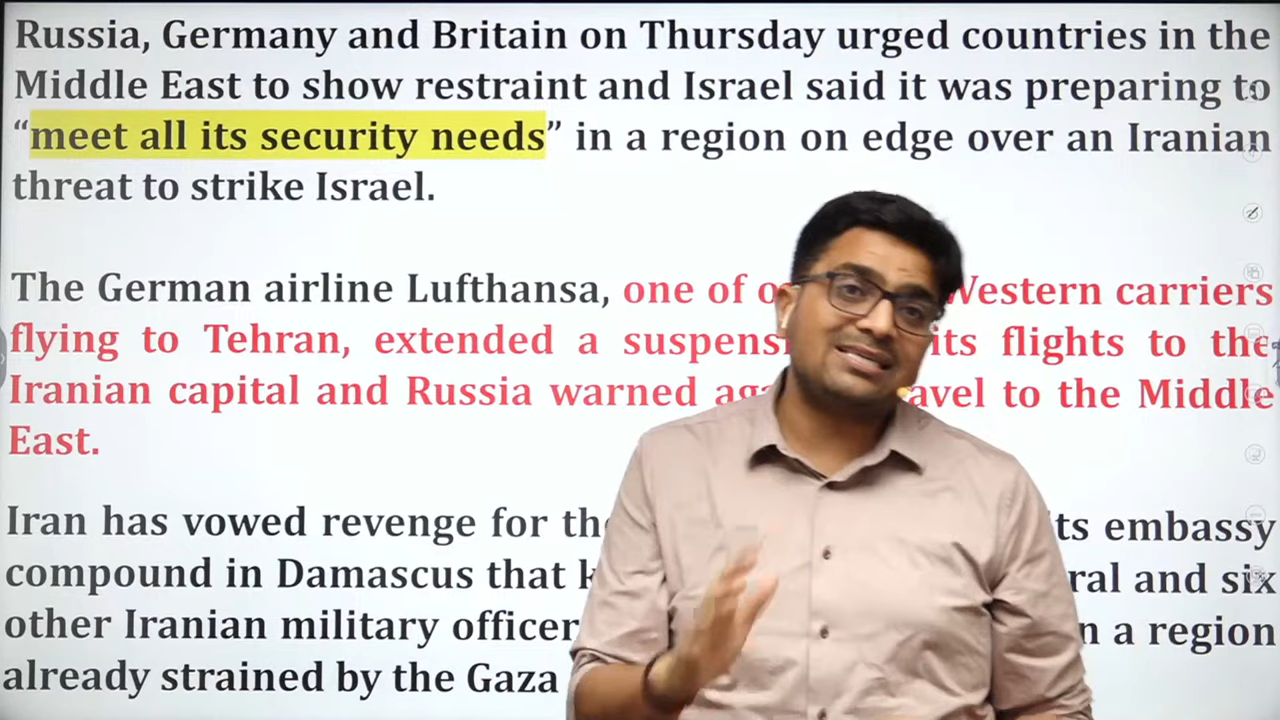 Russia, Germany and Britain on Thursday urged countries in the
Middle East to show restraint and Israel said it was preparing to
“meet all its security needs” in a region on edge over an Iranian
threat to strike Israel.
The German airline Lufthansa, one of Western carriers
flying to Tehran, extended a its flights to the
Iranian capital and Russia warned to the Middle
East.
Iran has vowed revenge for embassy
compound in Damascus that and six
other Iranian military a region
already strained by the Gaza